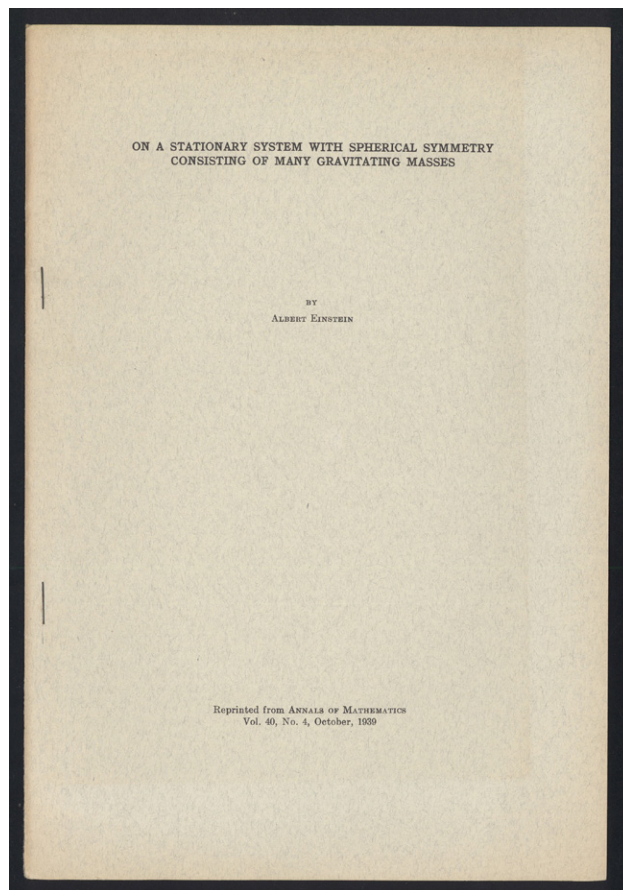 ON A STATIONARY SYSTEM WITH SPHERICAL SYMMETRY
CONSISTING OF MANY GRAVITATING MASSES
BY
ALBERT EINSTEIN
Reprinted from ANNALS OF MATHEMATICS
Vol. 40, No. 4, October, 1939